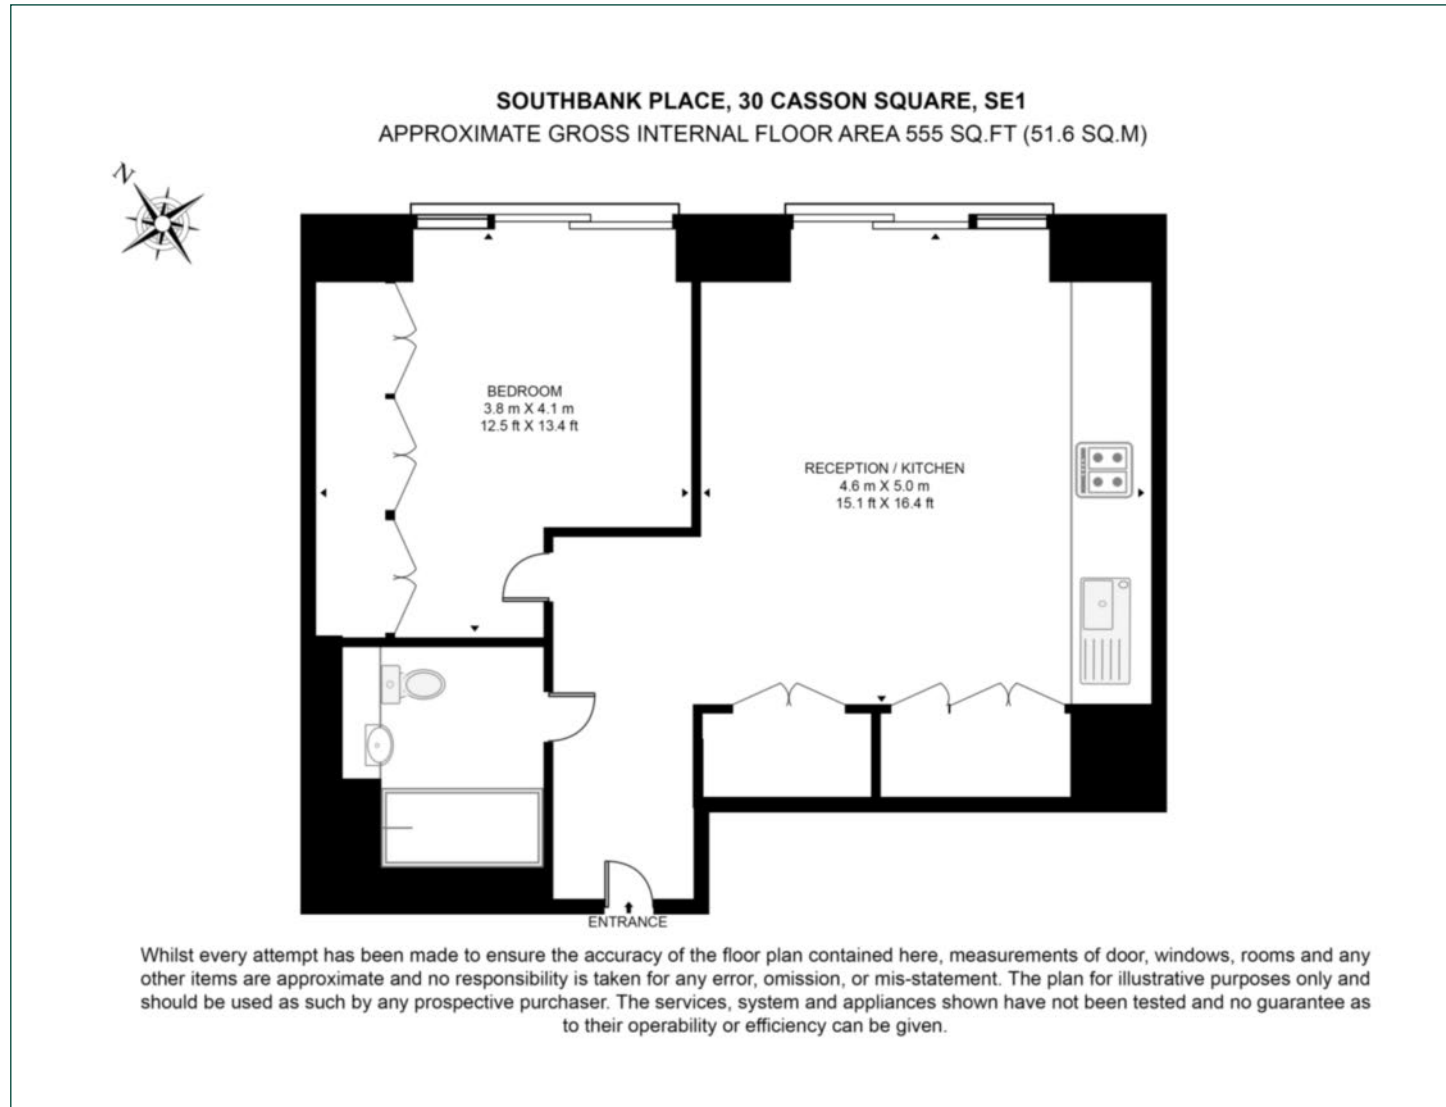 SOUTHBANK PLACE, 30 CASSON SQUARE, SE1
APPROXIMATE GROSS INTERNAL FLOOR AREA 555 SQ.FT (51.6 SQ.M)
N
BEDROOM
3.8 m X 4.1 m
12.5 ft X 13.4 ft
RECEPTION / KITCHEN
4.6 m X 5.0 m
15.1 ft X 16.4 ft
ENTRANCE
Whilst every attempt has been made to ensure the accuracy of the floor plan contained here, measurements of door, windows, rooms and any
other items are approximate and no responsibility is taken for any error, omission, or mis-statement. The plan for illustrative purposes only and
should be used as such by any prospective purchaser. The services, system and appliances shown have not been tested and no guarantee as
to their operability or efficiency can be given.